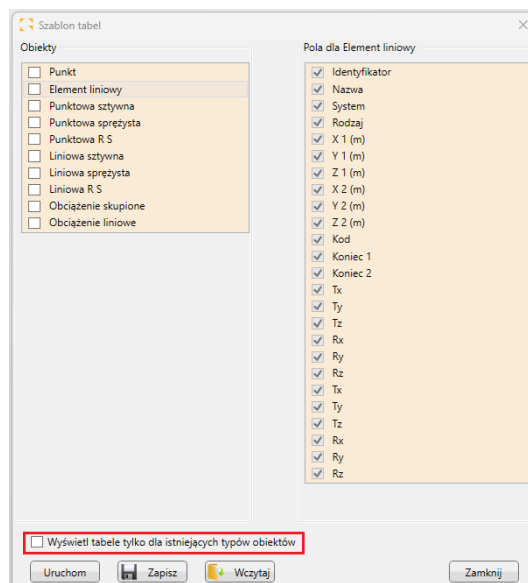 Szablon tabel
Obiekty
Punkt
Element liniowy
Punktowa sztywna
Punktowa sprężysta
Punktowa R S
Liniowa sztywna
Liniowa sprężysta
Liniowa R S
Obciążenie skupione
Obciążenie liniowe
Pola dla Element liniowy
Identyfikator
Nazwa
System
Rodzaj
X 1 (m)
Y 1 (m)
Z 1 (m)
X 2 (m)
Y 2 (m)
Z 2 (m)
Kod
Koniec 1
Koniec 2
Tx
Ty
Tz
Rx
Ry
Rz
Tx
Ty
Tz
Rx
Ry
Rz
Wyświetl tabele tylko dla istniejących typów obiektów
Uruchom Zapisz Wczytaj Zamknij